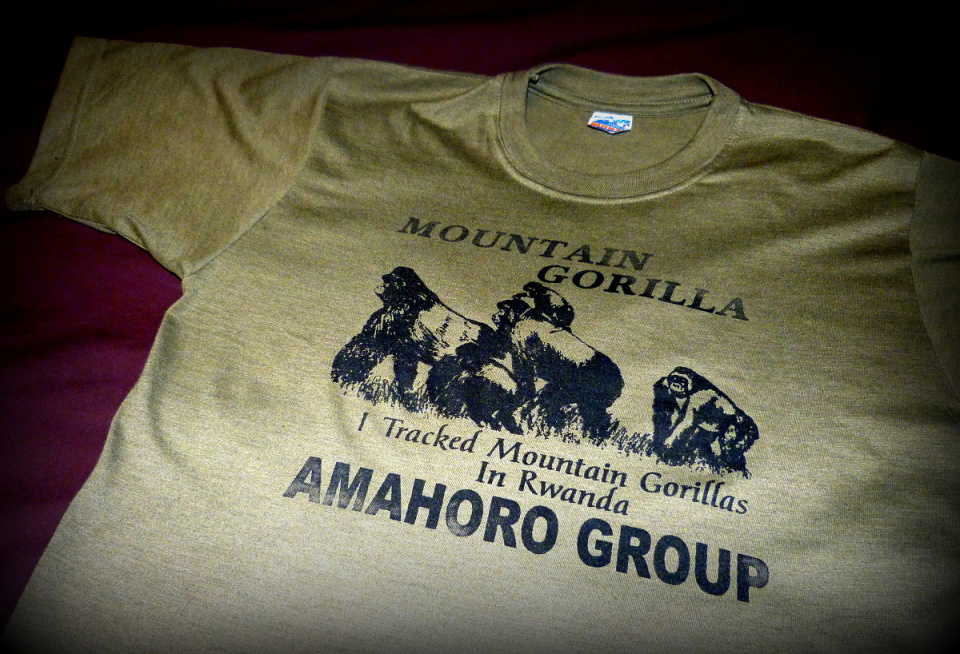 MOUNTAIN
GORILLA
I Tracked Mountain Gorillas
In Rwanda
AMAHORO GROUP